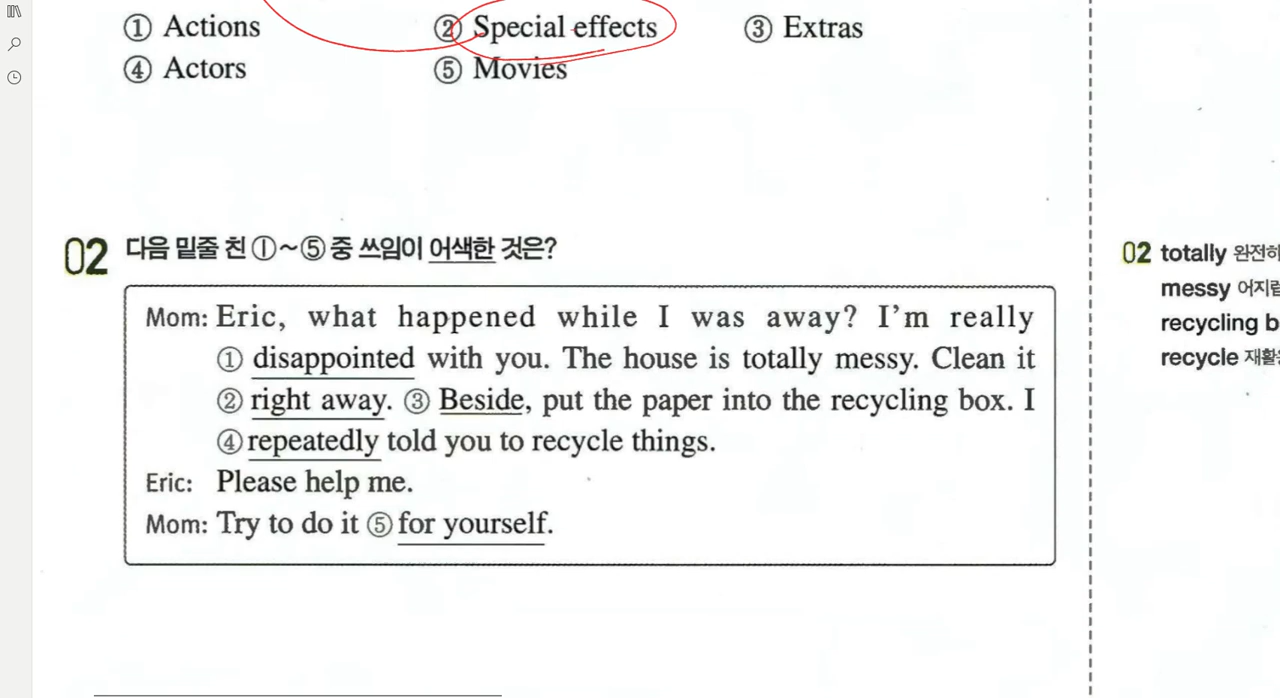 ① Actions ② Special effects ③ Extras
④ Actors ⑤ Movies
02 다음 밑줄 친 ①~⑤ 중 쓰임이 어색한 것은?
Mom: Eric, what happened while I was away? I'm really
① disappointed with you. The house is totally messy. Clean it
② right away. ③ Beside, put the paper into the recycling box. I
④ repeatedly told you to recycle things.
Eric: Please help me.
Mom: Try to do it ⑤ for yourself.
02 totally
messy
recycling
recycle